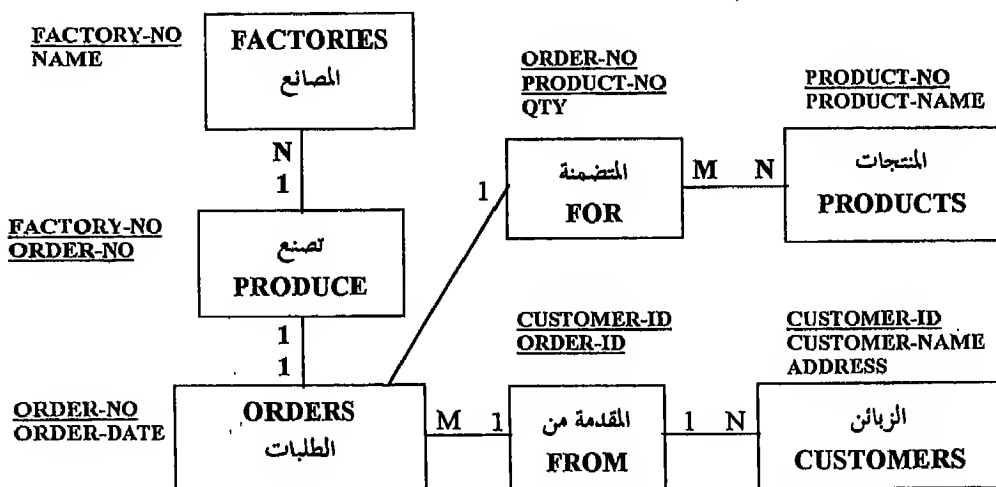 FACTORY-NO
NAME
FACTORIES
المصانع
N
1
FACTORY-NO
ORDER-NO
تصنع
PRODUCE
1
1
ORDER-NO
ORDER-DATE
ORDERS
الطلبات
ORDER-NO
PRODUCT-NO
QTY
1
المتضمنة
FOR
M N
PRODUCT-NO
PRODUCT-NAME
المنتجات
PRODUCTS
CUSTOMER-ID
ORDER-ID
M 1
المقدمة من
FROM
1 N
CUSTOMER-ID
CUSTOMER-NAME
ADDRESS
الزبائن
CUSTOMERS